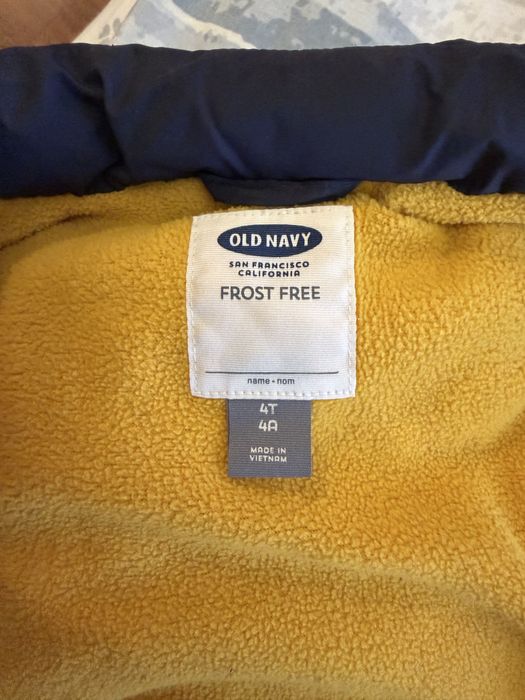 OLD NAVY
SAN FRANCISCO
CALIFORNIA
FROST FREE
name - nom
4T
4A
MADE IN
VIETNAM